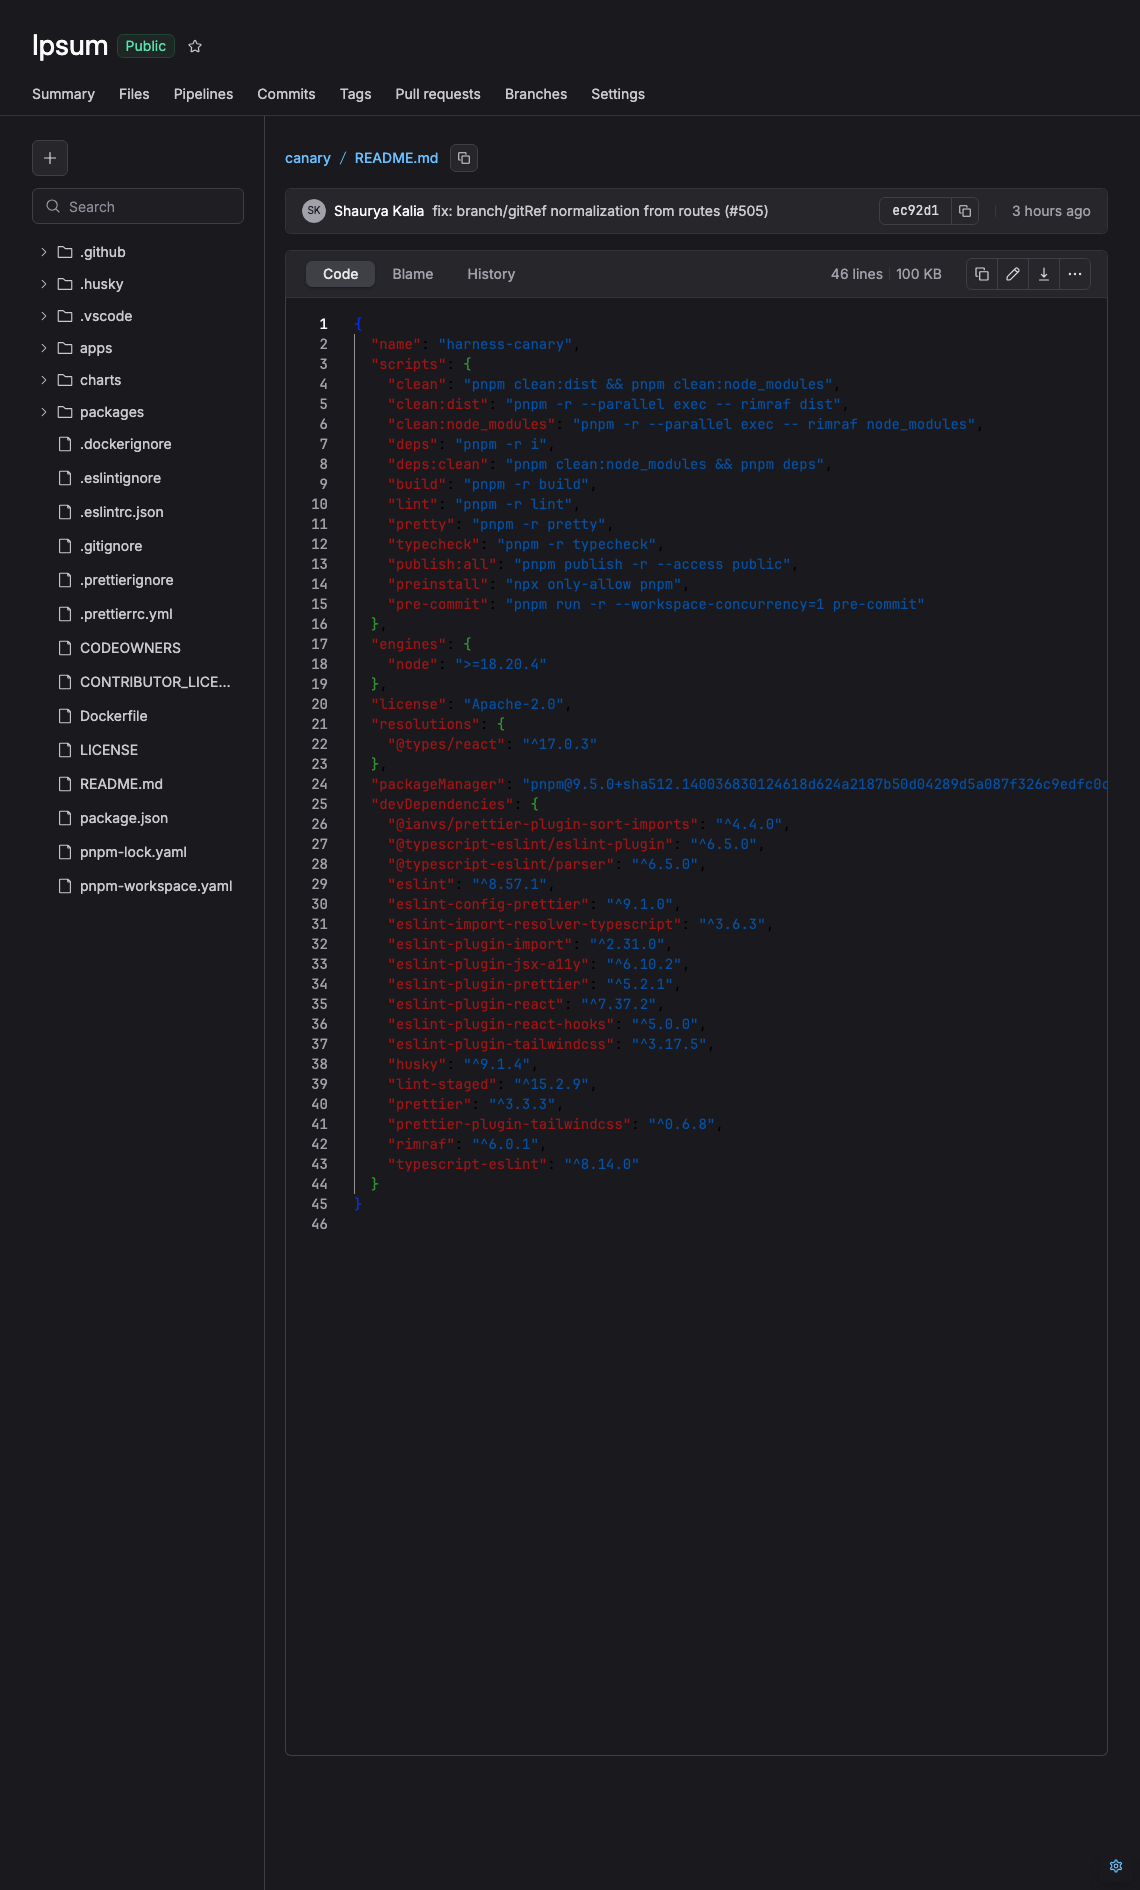 Ipsum Public
Summary Files Pipelines Commits Tags Pull requests Branches Settings
Search
.github
.husky
.vscode
apps
charts
packages
.dockerignore
.eslintignore
.eslintrc.json
.gitignore
.prettierignore
.prettierrc.yml
CODEOWNERS
CONTRIBUTOR_LICE...
Dockerfile
LICENSE
README.md
package.json
pnpm-lock.yaml
pnpm-workspace.yaml
canary / README.md
SK Shaurya Kalia fix: branch/gitRef normalization from routes (#505) ec92d1 3 hours ago
Code Blame History 46 lines 100 KB
1 {
2 "name": "harness-canary",
3 "scripts": {
4 "clean": "pnpm clean:dist && pnpm clean:node_modules",
5 "clean:dist": "pnpm -r --parallel exec -- rimraf dist",
6 "clean:node_modules": "pnpm -r --parallel exec -- rimraf node_modules",
7 "deps": "pnpm -r i",
8 "deps:clean": "pnpm clean:node_modules && pnpm deps",
9 "build": "pnpm -r build",
10 "lint": "pnpm -r lint",
11 "pretty": "pnpm -r pretty",
12 "typecheck": "pnpm -r typecheck",
13 "publish:all": "pnpm publish -r --access public",
14 "preinstall": "npx only-allow pnpm",
15 "pre-commit": "pnpm run -r --workspace-concurrency=1 pre-commit"
16 },
17 "engines": {
18 "node": ">=18.20.4"
19 },
20 "license": "Apache-2.0",
21 "resolutions": {
22 "@types/react": "^17.0.3"
23 },
24 "packageManager": "pnpm@9.5.0+sha512.140036830124618d624a2187b50d04289d5a087f326c9edfc0c
25 "devDependencies": {
26 "@ianvs/prettier-plugin-sort-imports": "^4.4.0",
27 "@typescript-eslint/eslint-plugin": "^6.5.0",
28 "@typescript-eslint/parser": "^6.5.0",
29 "eslint": "^8.57.1",
30 "eslint-config-prettier": "^9.1.0",
31 "eslint-import-resolver-typescript": "^3.6.3",
32 "eslint-plugin-import": "^2.31.0",
33 "eslint-plugin-jsx-a11y": "^6.10.2",
34 "eslint-plugin-prettier": "^5.2.1",
35 "eslint-plugin-react": "^7.37.2",
36 "eslint-plugin-react-hooks": "^5.0.0",
37 "eslint-plugin-tailwindcss": "^3.17.5",
38 "husky": "^9.1.4",
39 "lint-staged": "^15.2.9",
40 "prettier": "^3.3.3",
41 "prettier-plugin-tailwindcss": "^0.6.8",
42 "rimraf": "^6.0.1",
43 "typescript-eslint": "^8.14.0"
44 }
45 }
46